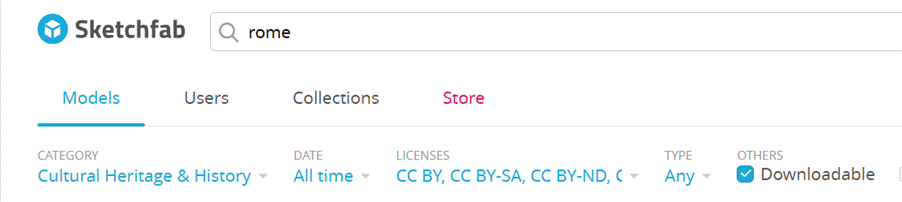 Sketchfab rome
Models Users Collections Store
CATEGORY DATE LICENSES TYPE OTHERS
Cultural Heritage & History All time CC BY, CC BY-SA, CC BY-ND, Any Downloadable